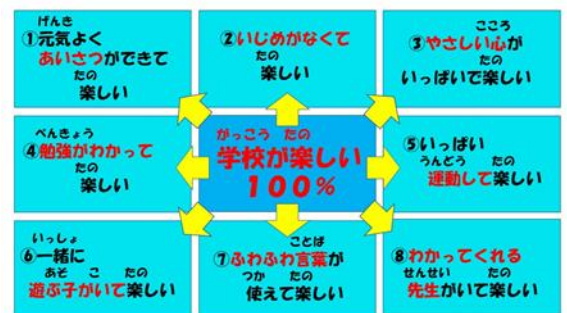 げんき
①元気よく
あいさつができて
たの
楽しい
②いじめがなくて
たの
楽しい
こころ
③やさしい心が
たの
いっぱいで楽しい
べんきょう
④勉強がわかって
たの
楽しい
がっこう たの
学校が楽しい
100%
⑤いっぱい
うんどう たの
運動して楽しい
いっしょ
⑥一緒に
あそ こ たの
遊ぶ子がいて楽しい
ことば
⑦ふわふわ言葉が
つか たの
使えて楽しい
⑧わかってくれる
せんせい たの
先生がいて楽しい